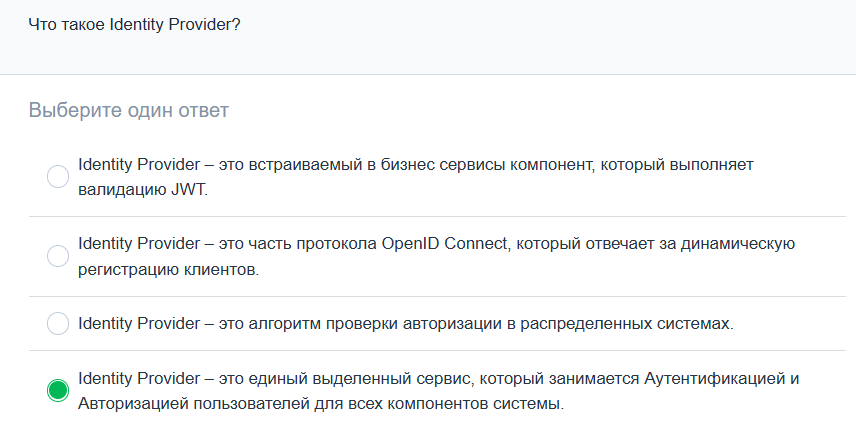 Что такое Identity Provider?
Выберите один ответ
Identity Provider – это встраиваемый в бизнес сервисы компонент, который выполняет
валидацию JWT.
Identity Provider – это часть протокола OpenID Connect, который отвечает за динамическую
регистрацию клиентов.
Identity Provider – это алгоритм проверки авторизации в распределенных системах.
Identity Provider – это единый выделенный сервис, который занимается Аутентификацией и
Авторизацией пользователей для всех компонентов системы.